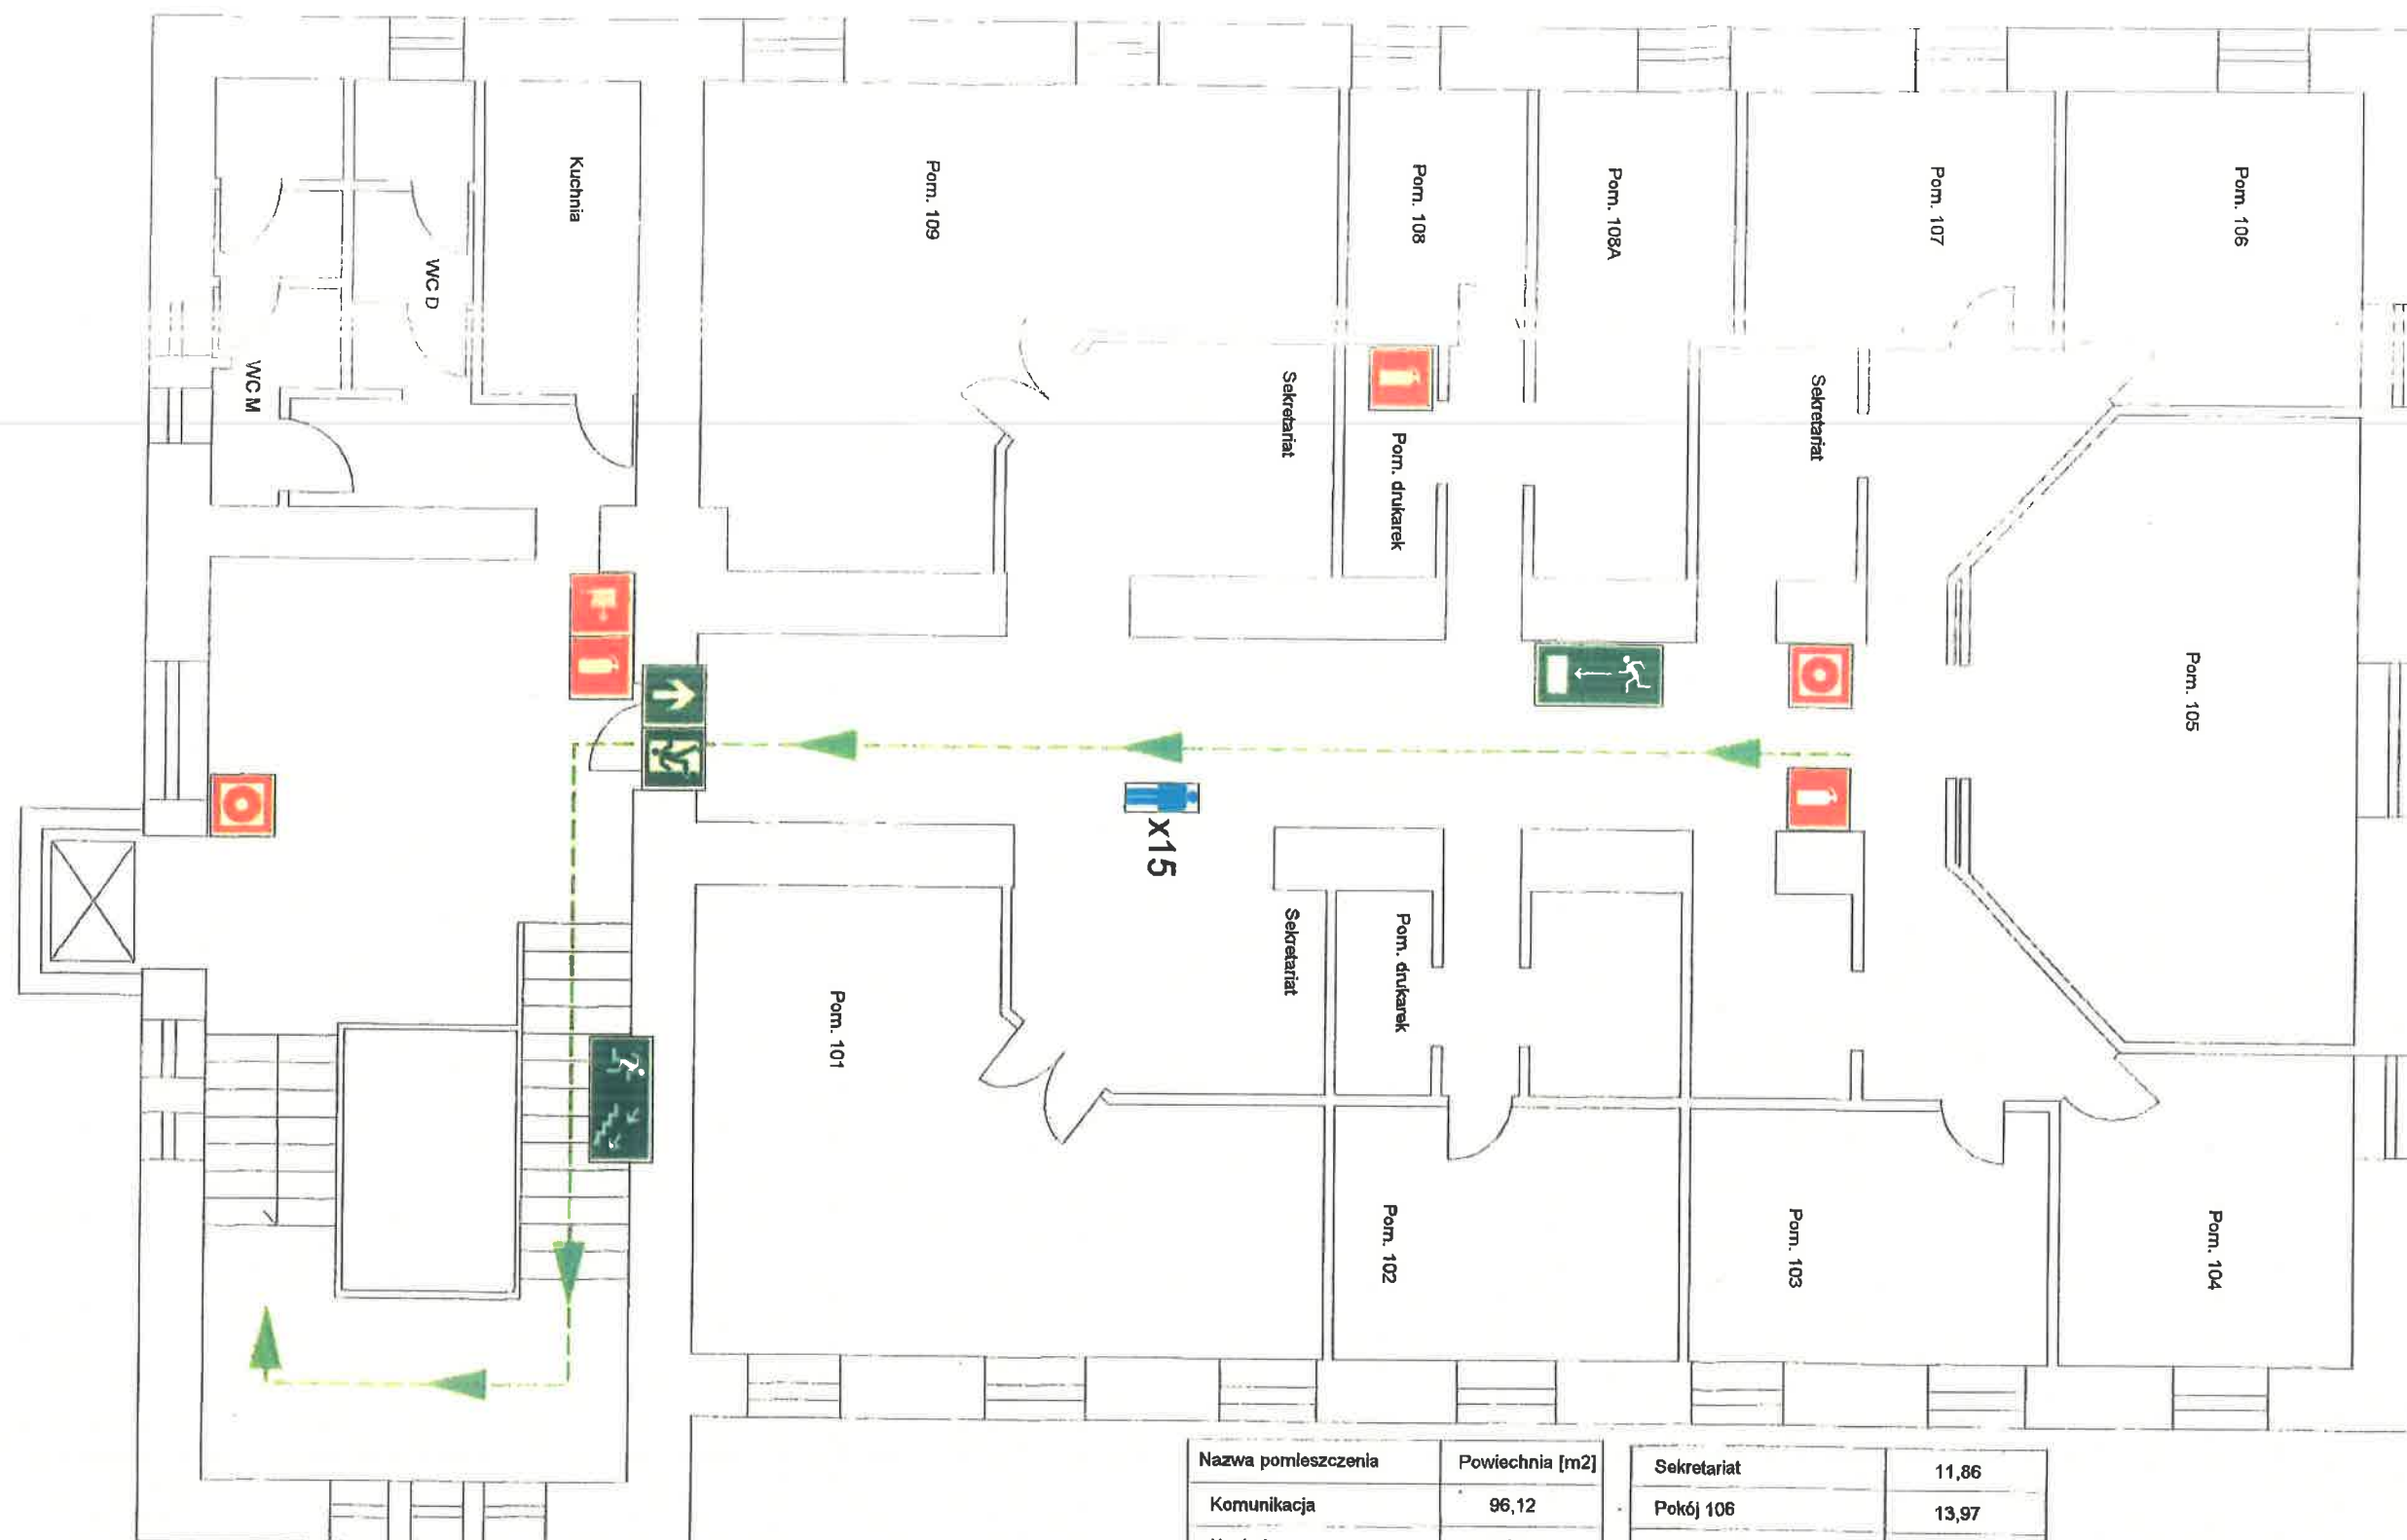 Kuchnia
Pom. 109
Pom. 108
Pom. 108A
Pom. 107
Pom. 106
WC D
WC M
Sekretariat
Pom. drukarek
Sekretariat
Pom. 105
x15
Sekretariat
Pom. drukarek
Pom. 101
Pom. 102
Pom. 103
Pom. 104
Nazwa pomieszczenia Powiechnia [m2]
Komunikacja 96,12
Sekretariat 11,86
Pokój 106 13,97